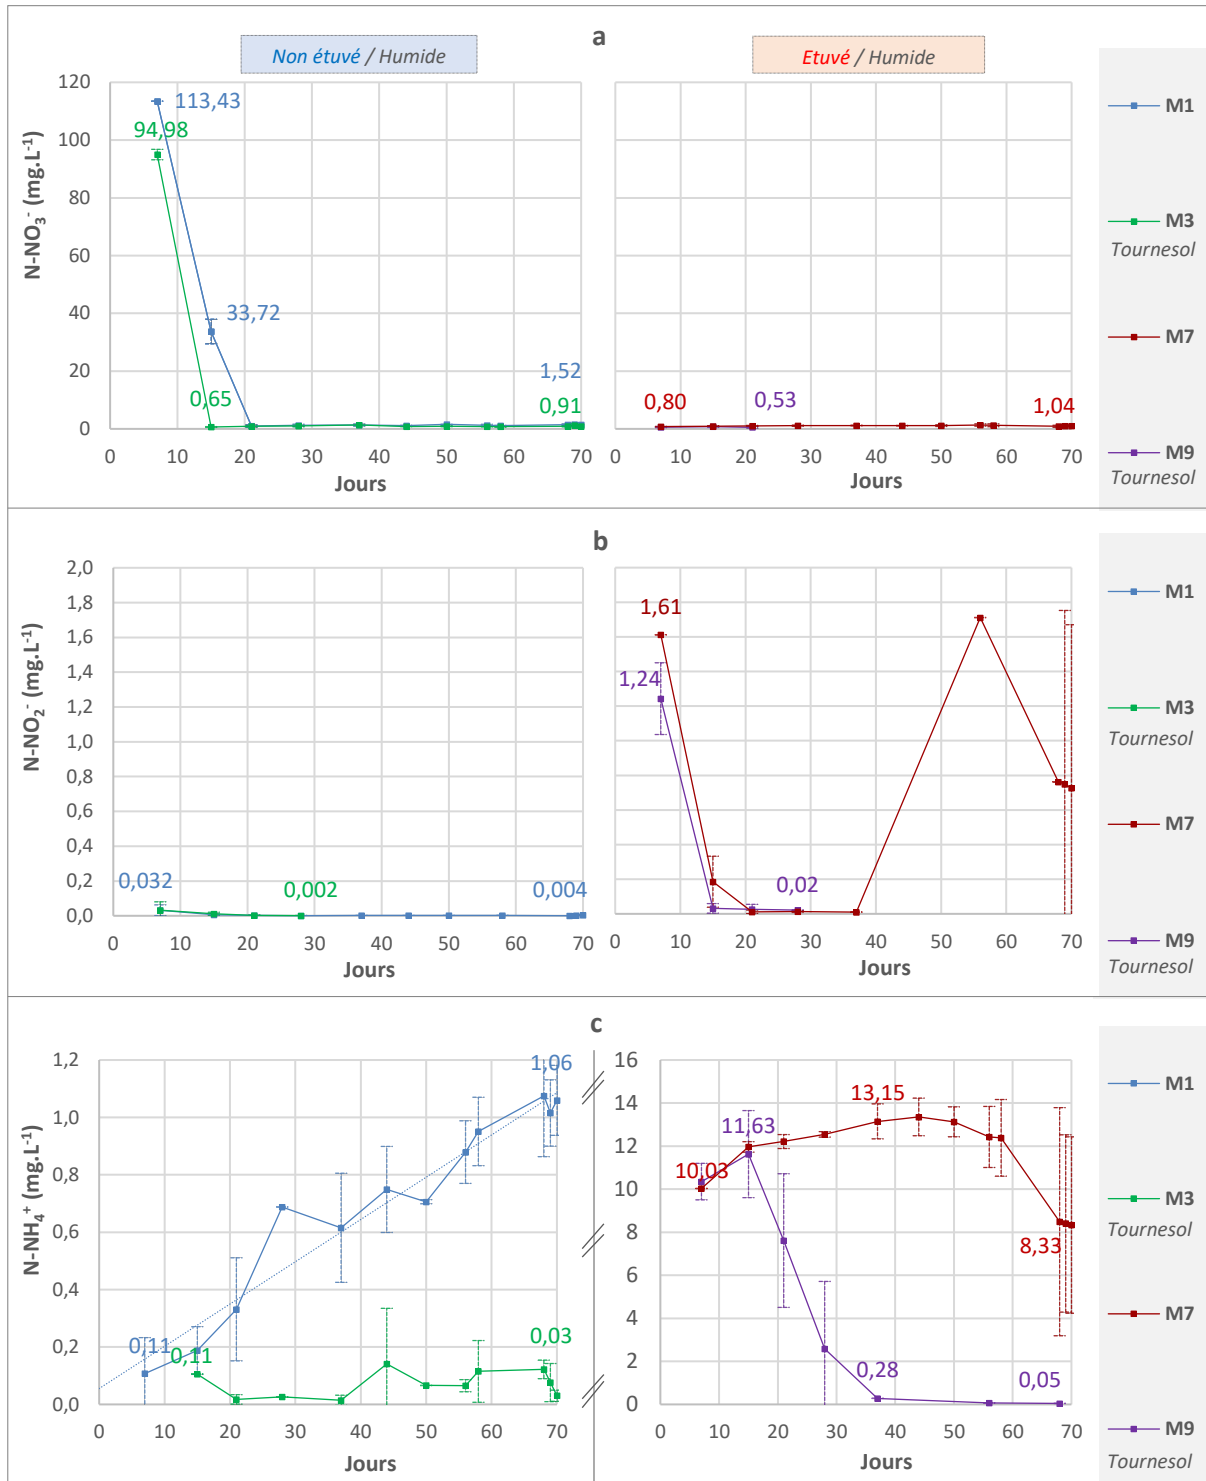 a
Non étuvé / Humide
Etuvé / Humide
N-NO3- (mg.L-1)
120
100
80
60
40
20
0
113,43
94,98
33,72
0,65
1,52
0,91
0 10 20 30 40 50 60 70
Jours
0,80
0,53
1,04
0 10 20 30 40 50 60 70
Jours
M1
M3
Tournesol
M7
M9
Tournesol
b
N-NO2- (mg.L-1)
2,0
1,8
1,6
1,4
1,2
1,0
0,8
0,6
0,4
0,2
0,0
0,032
0,002
0,004
0 10 20 30 40 50 60 70
Jours
1,61
1,24
0,02
0 10 20 30 40 50 60 70
Jours
M1
M3
Tournesol
M7
M9
Tournesol
c
N-NH4+ (mg.L-1)
1,2
1,0
0,8
0,6
0,4
0,2
0,0
0,11
0,11
1,06
0,03
0 10 20 30 40 50 60 70
Jours
16
14
12
10
8
6
4
2
0
10,03
11,63
13,15
8,33
0,28
0,05
0 10 20 30 40 50 60 70
Jours
M1
M3
Tournesol
M7
M9
Tournesol